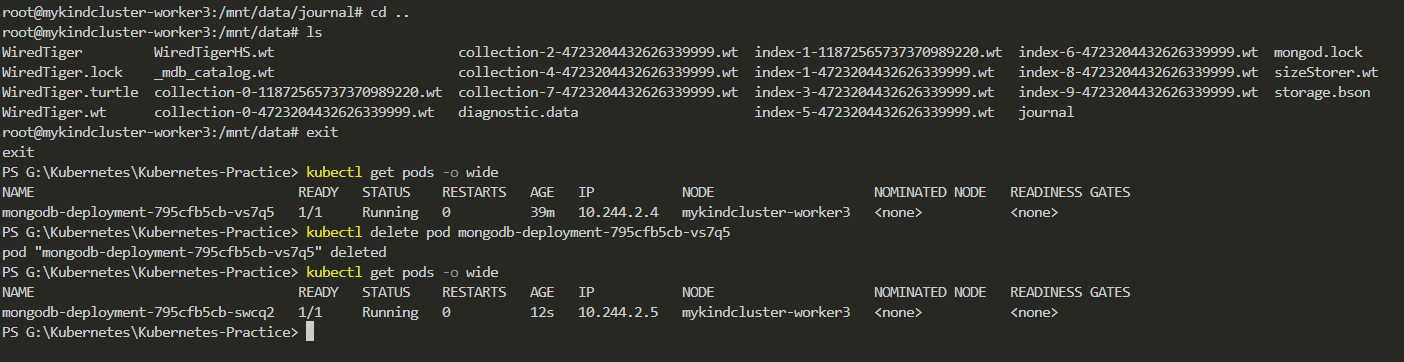 root@mykindcluster-worker3:/mnt/data/journal# cd ..
root@mykindcluster-worker3:/mnt/data# ls
WiredTiger         WiredTigerHS.wt                       collection-2-4723204432626339999.wt  index-1-11872565737370989220.wt  index-6-4723204432626339999.wt  mongod.lock
WiredTiger.lock    _mdb_catalog.wt                       collection-4-4723204432626339999.wt  index-1-4723204432626339999.wt   index-8-4723204432626339999.wt  sizeStorer.wt
WiredTiger.turtle  collection-0-11872565737370989220.wt  collection-7-4723204432626339999.wt  index-3-4723204432626339999.wt   index-9-4723204432626339999.wt  storage.bson
WiredTiger.wt      collection-0-4723204432626339999.wt   diagnostic.data                      index-5-4723204432626339999.wt   journal
root@mykindcluster-worker3:/mnt/data# exit
exit
PS G:\Kubernetes\Kubernetes-Practice> kubectl get pods -o wide
NAME                                  READY   STATUS    RESTARTS   AGE   IP           NODE                    NOMINATED NODE   READINESS GATES
mongodb-deployment-795cfb5cb-vs7q5   1/1     Running   0          39m   10.244.2.4   mykindcluster-worker3   <none>           <none>
PS G:\Kubernetes\Kubernetes-Practice> kubectl delete pod mongodb-deployment-795cfb5cb-vs7q5
pod "mongodb-deployment-795cfb5cb-vs7q5" deleted
PS G:\Kubernetes\Kubernetes-Practice> kubectl get pods -o wide
NAME                                  READY   STATUS    RESTARTS   AGE   IP           NODE                    NOMINATED NODE   READINESS GATES
mongodb-deployment-795cfb5cb-swcq2   1/1     Running   0          12s   10.244.2.5   mykindcluster-worker3   <none>           <none>
PS G:\Kubernetes\Kubernetes-Practice>